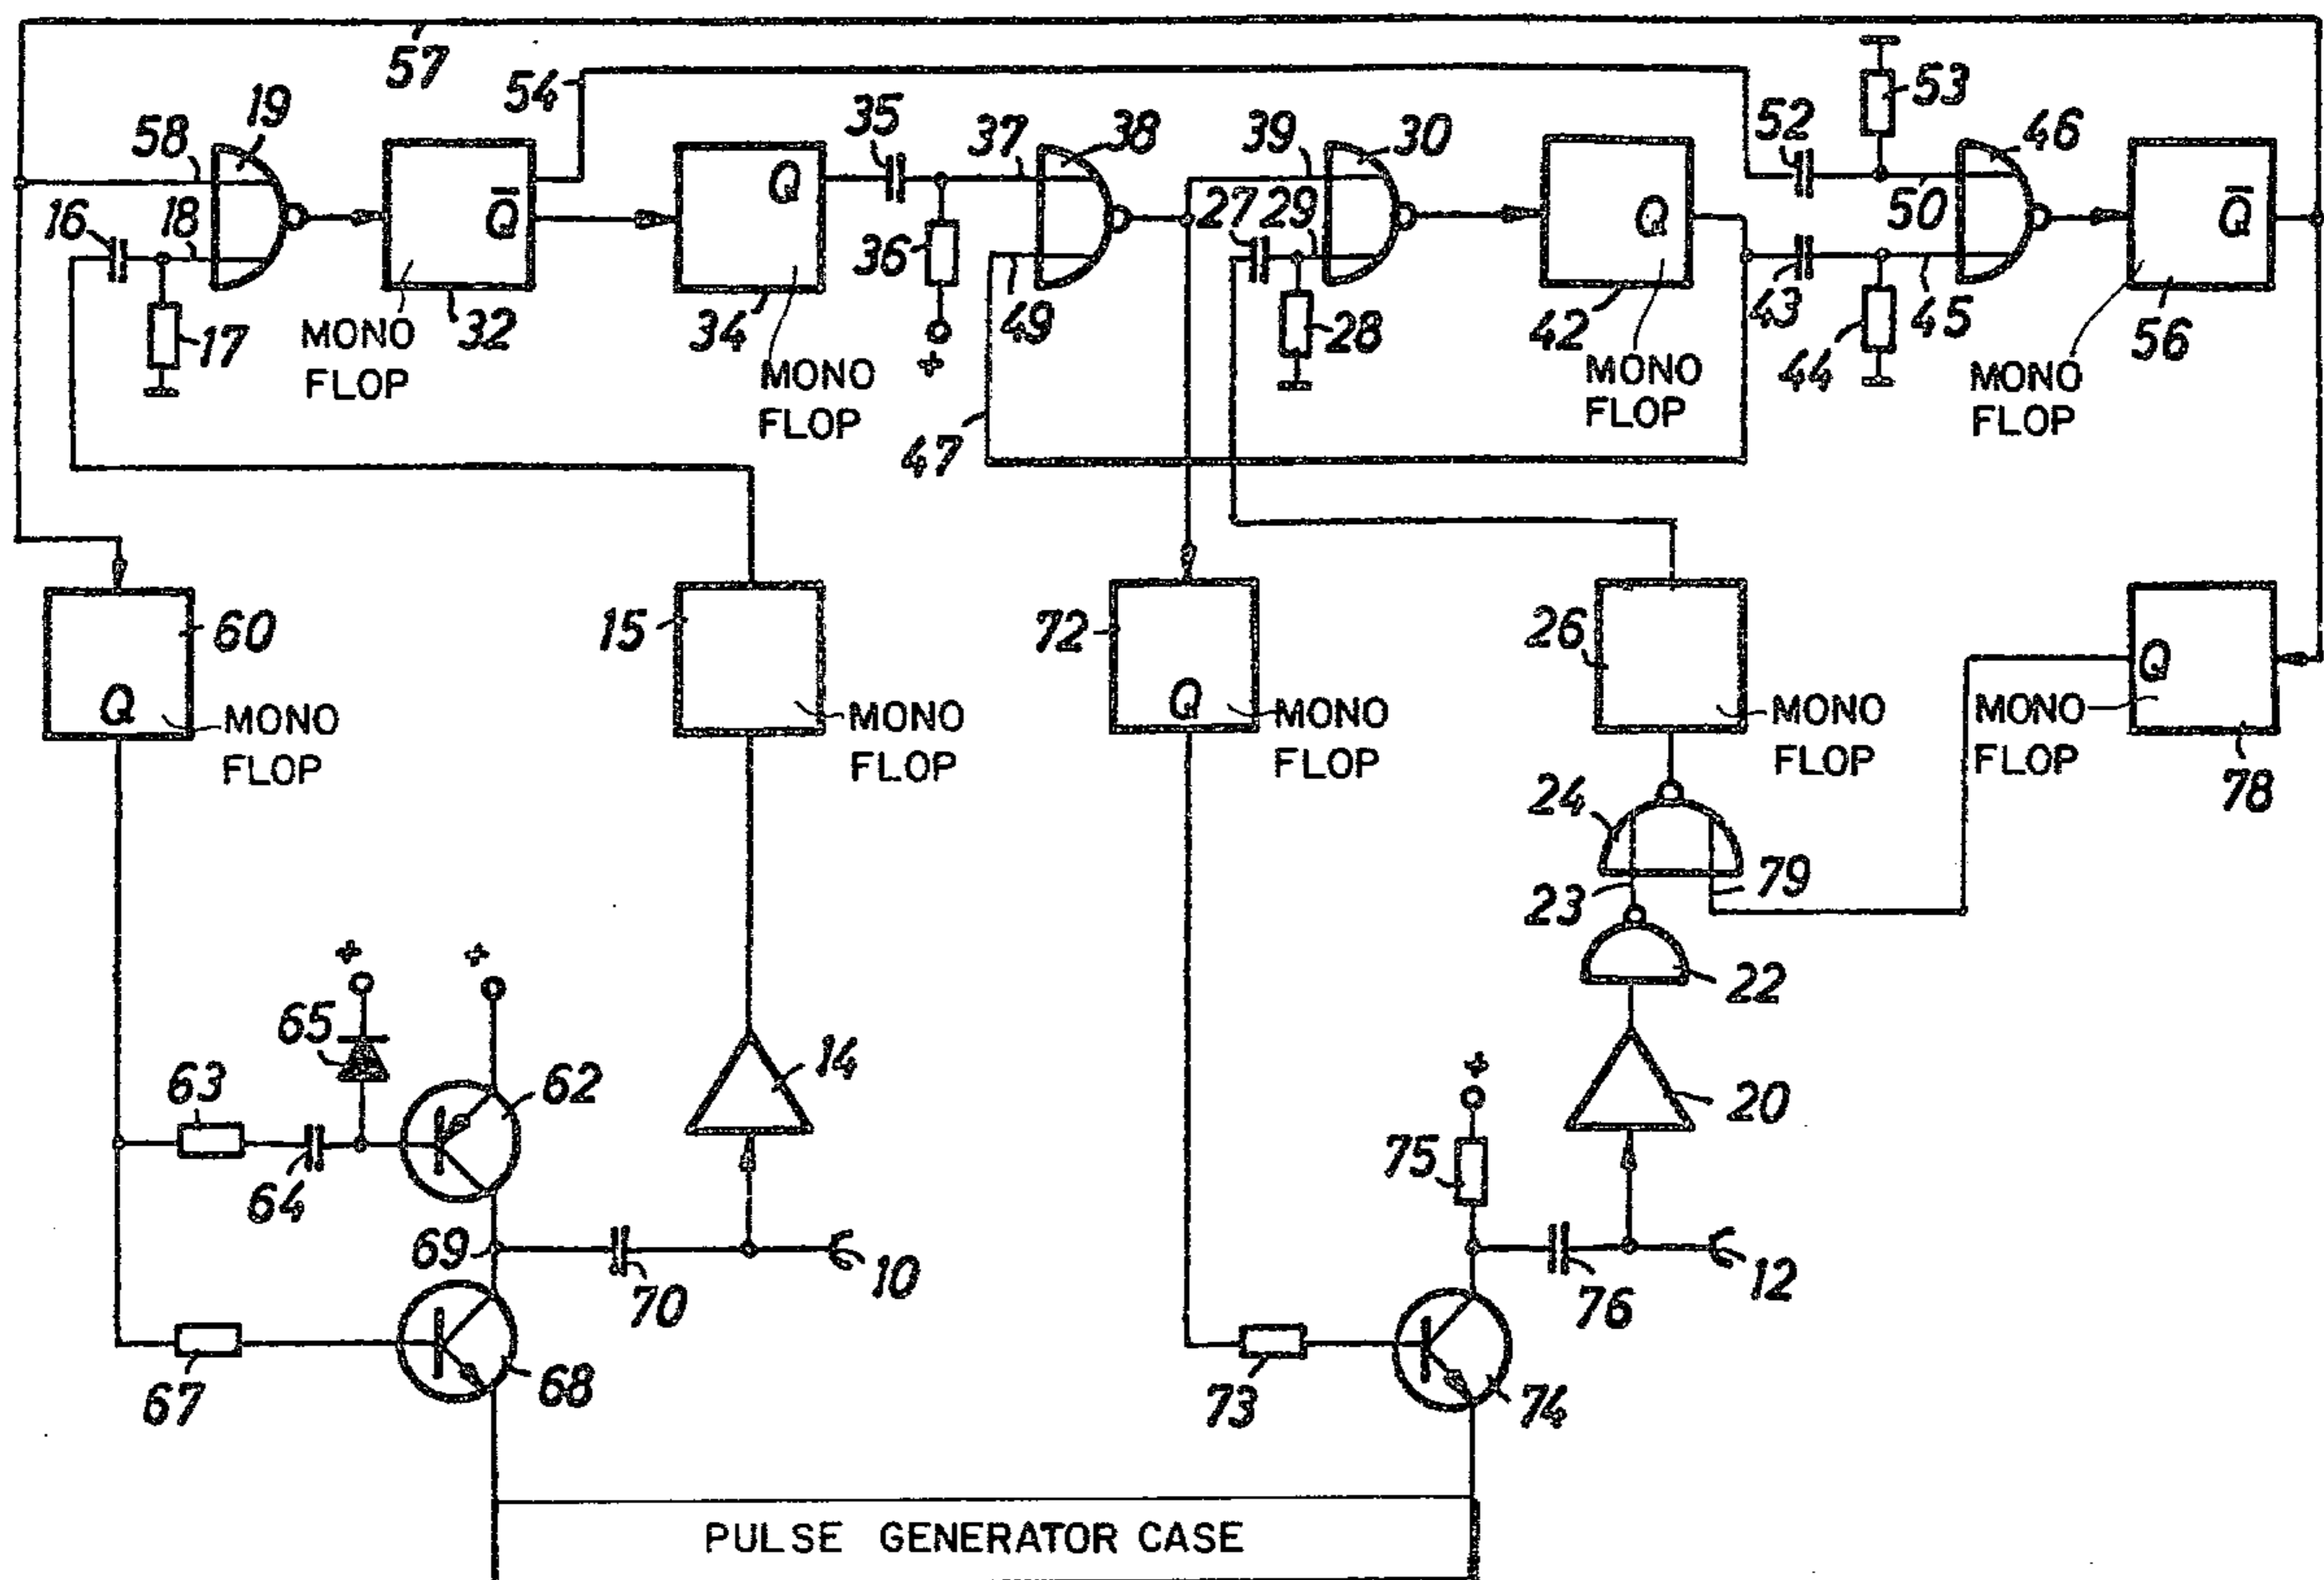 57
54
53
19
58
35
37
38
39
30
52
46
16
18
Q̄
Q
27
29
Q
50
Q̄
17
36
+
49
28
43
45
MONO
FLOP
32
34
MONO
FLOP
42
MONO
FLOP
44
MONO
FLOP
56
47
60
Q
MONO
FLOP
15
MONO
FLOP
72
Q
MONO
FLOP
26
MONO
FLOP
Q
MONO
FLOP
78
24
79
23
22
+
+
65
63
62
14
+
20
75
64
69
70
10
76
12
67
68
73
74
PULSE GENERATOR CASE